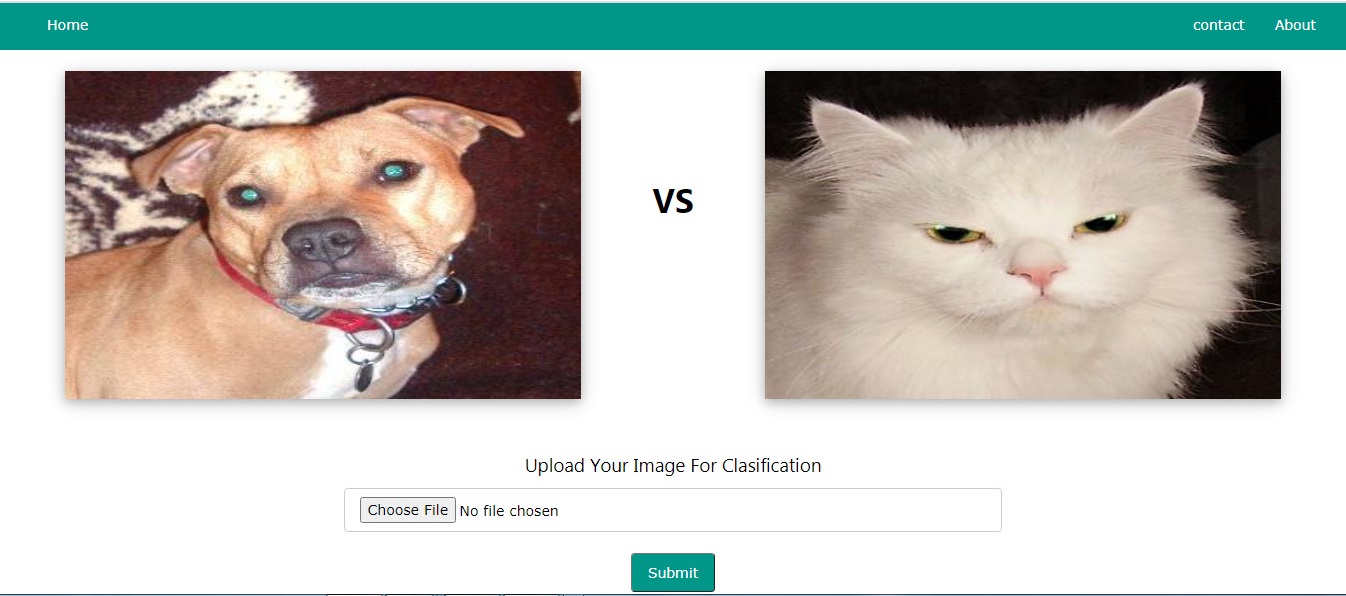 Home contact About
VS
Upload Your Image For Clasification
Choose File No file chosen
Submit